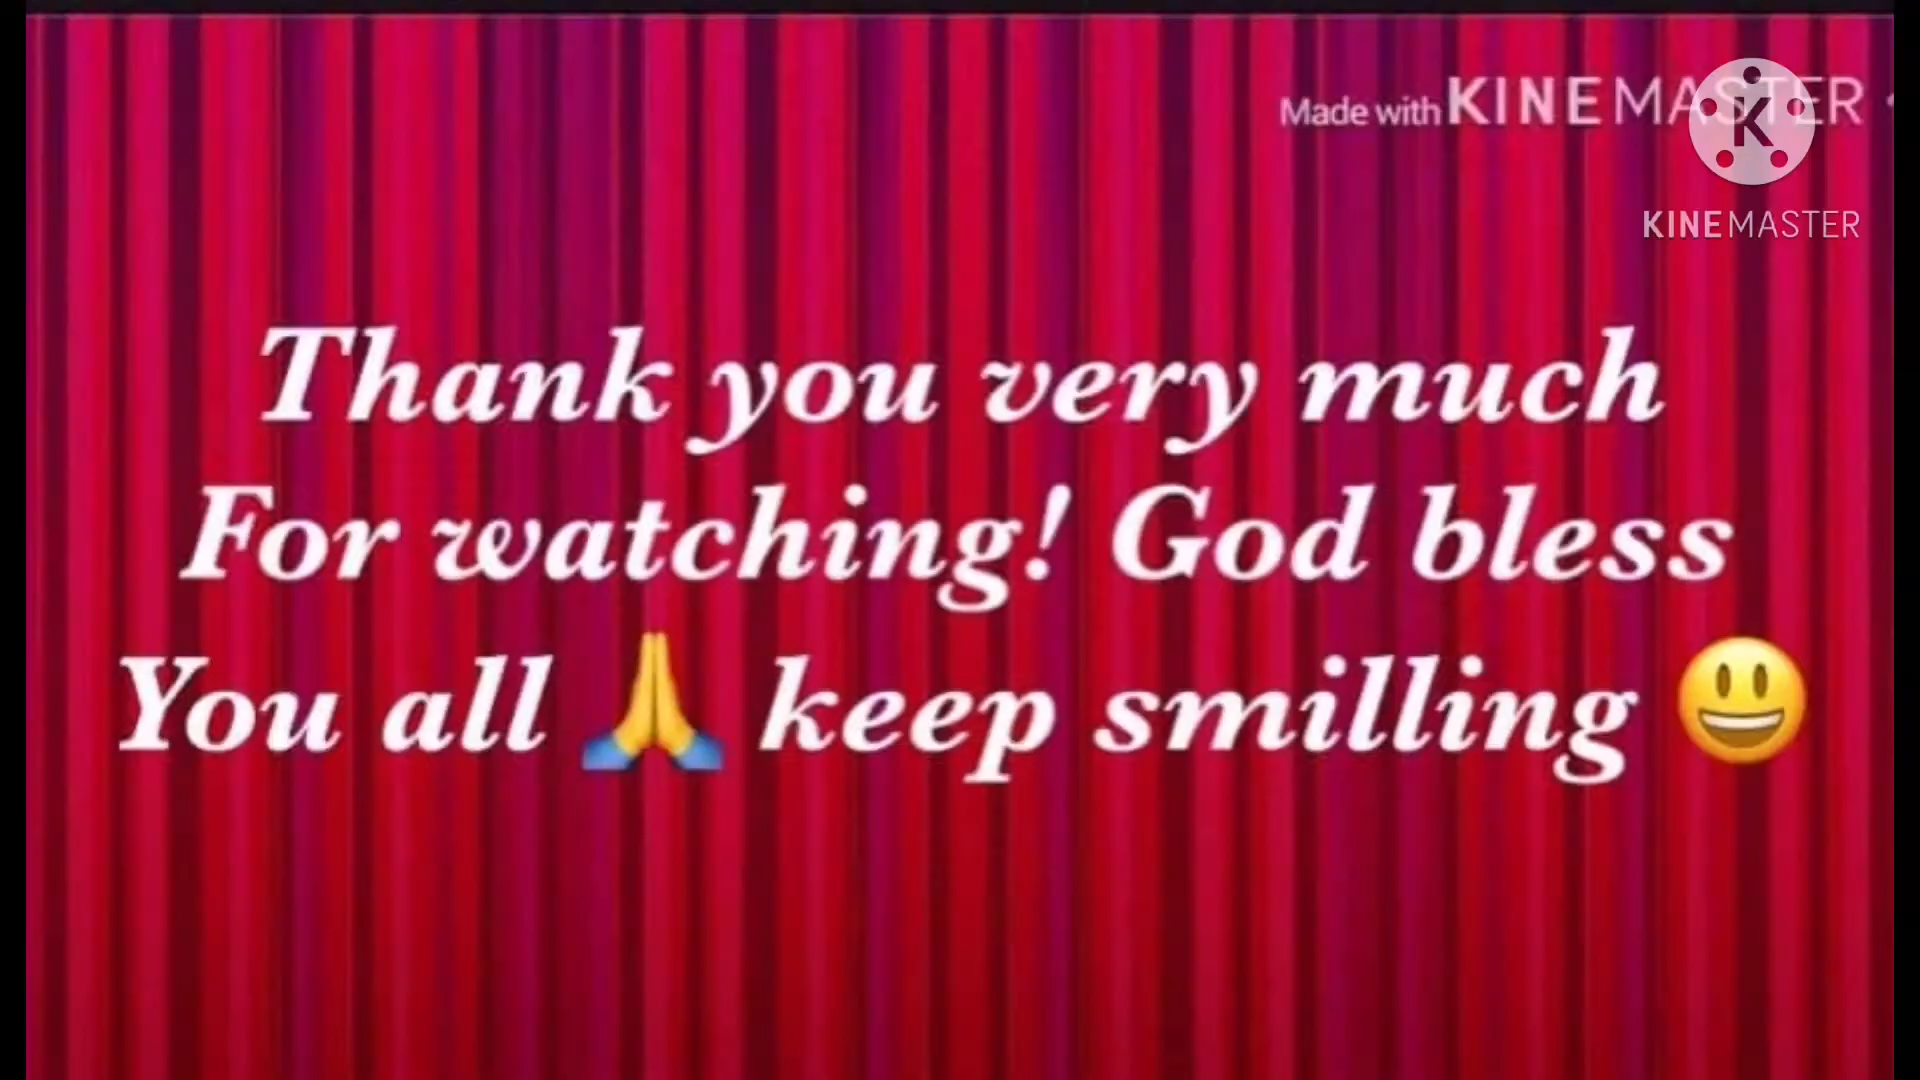 Made with KINEMASTER
K
KINEMASTER
Thank you very much
For watching! God bless
You all 🙏 keep smilling 😃